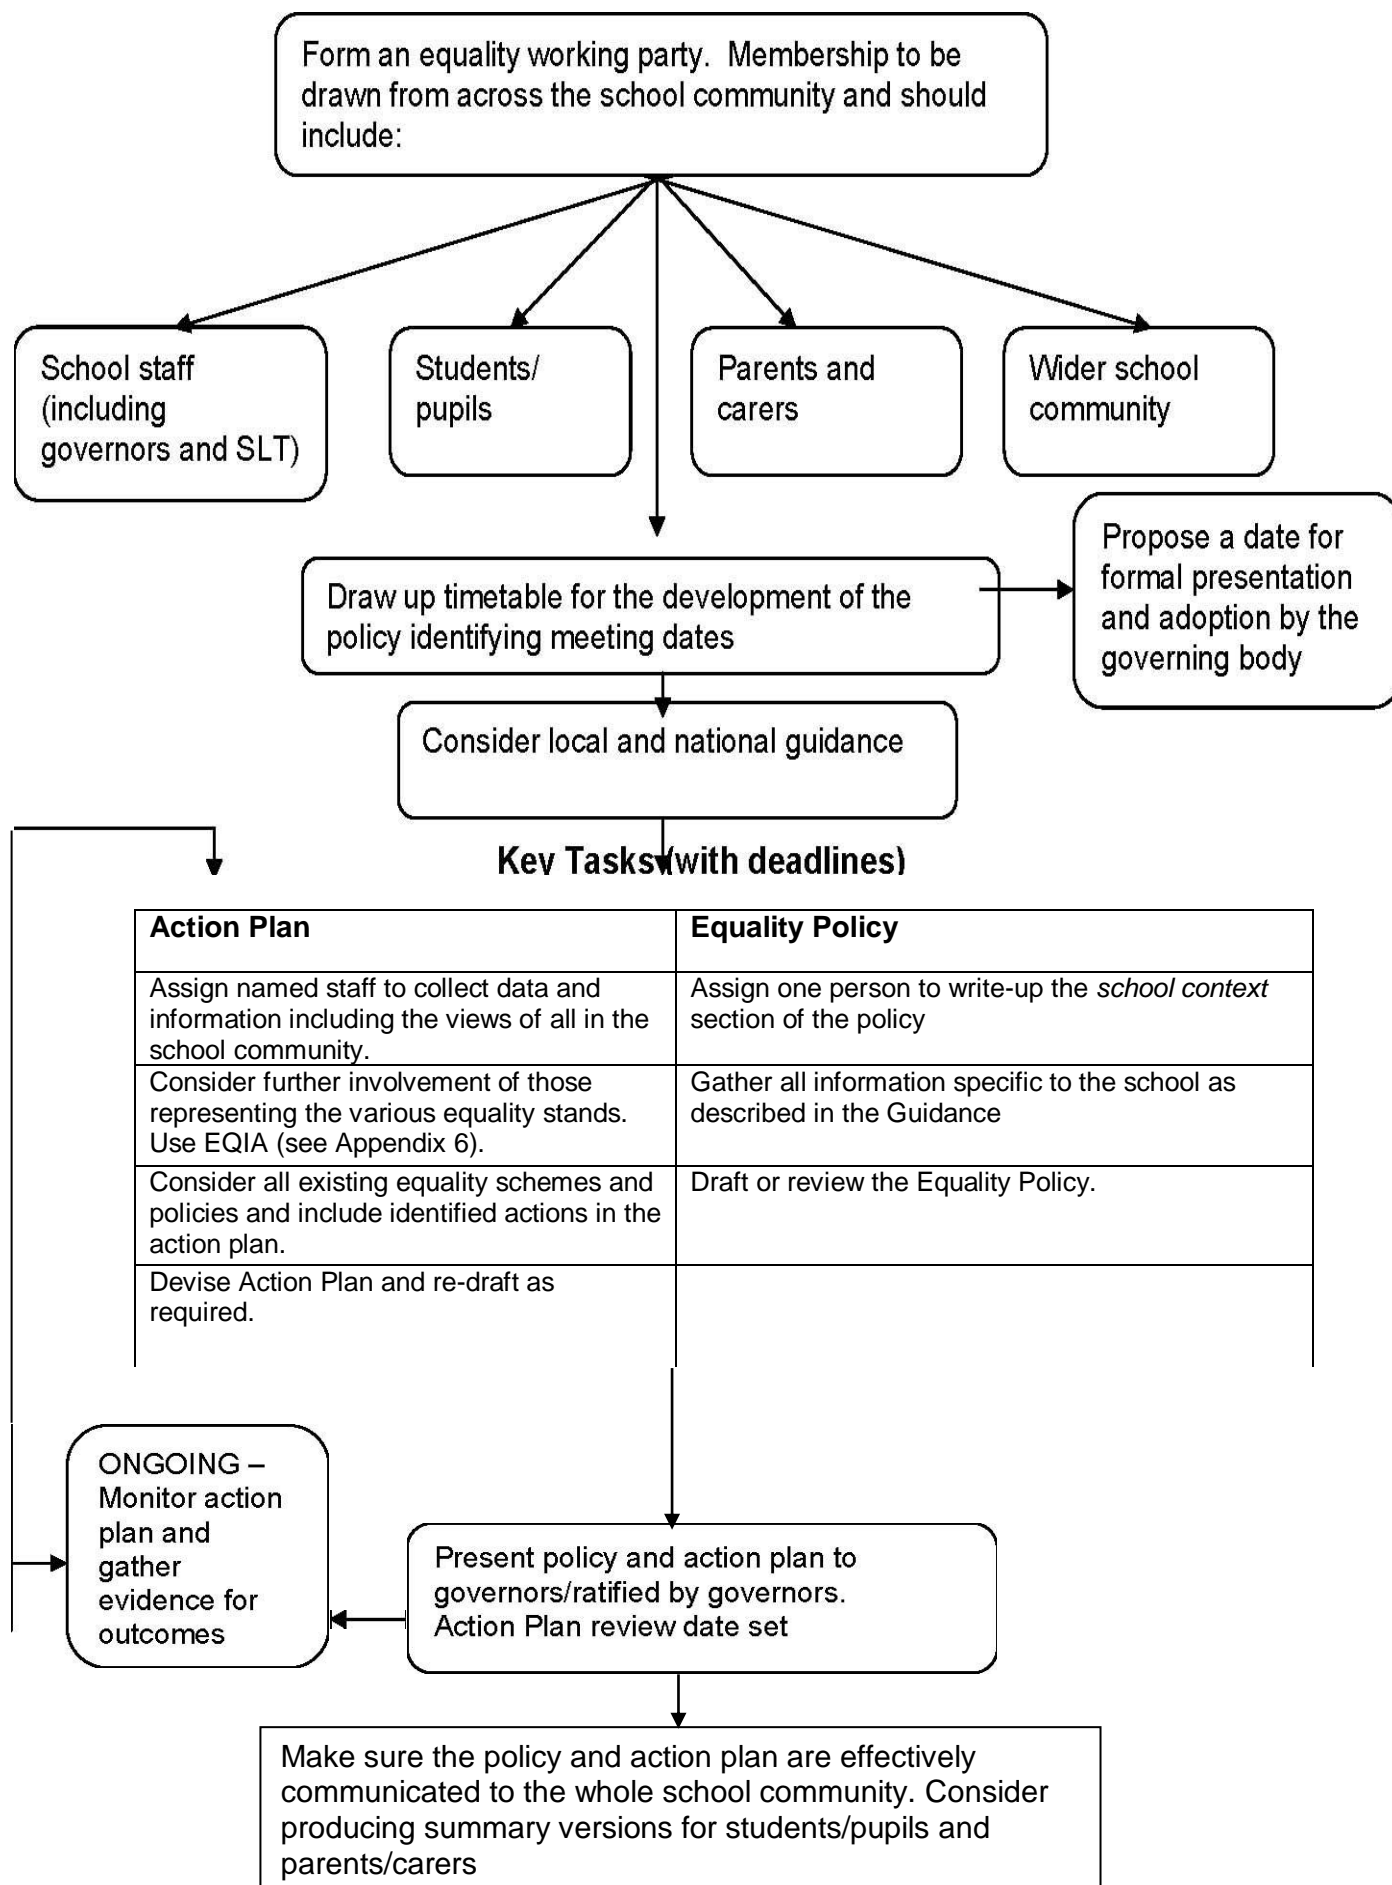 Form an equality working party.  Membership to be
drawn from across the school community and should
include:
School staff
(including
governors and SLT)
Students/
pupils
Parents and
carers
Wider school
community
Propose a date for
formal presentation
and adoption by the
governing body
Draw up timetable for the development of the
policy identifying meeting dates
Consider local and national guidance
Key Tasks (with deadlines)
Action Plan
Equality Policy
Assign named staff to collect data and
information including the views of all in the
school community.
Assign one person to write-up the school context
section of the policy
Consider further involvement of those
representing the various equality stands.
Use EQIA (see Appendix 6).
Gather all information specific to the school as
described in the Guidance
Consider all existing equality schemes and
policies and include identified actions in the
action plan.
Draft or review the Equality Policy.
Devise Action Plan and re-draft as
required.
ONGOING –
Monitor action
plan and
gather
evidence for
outcomes
Present policy and action plan to
governors/ratified by governors.
Action Plan review date set
Make sure the policy and action plan are effectively
communicated to the whole school community. Consider
producing summary versions for students/pupils and
parents/carers